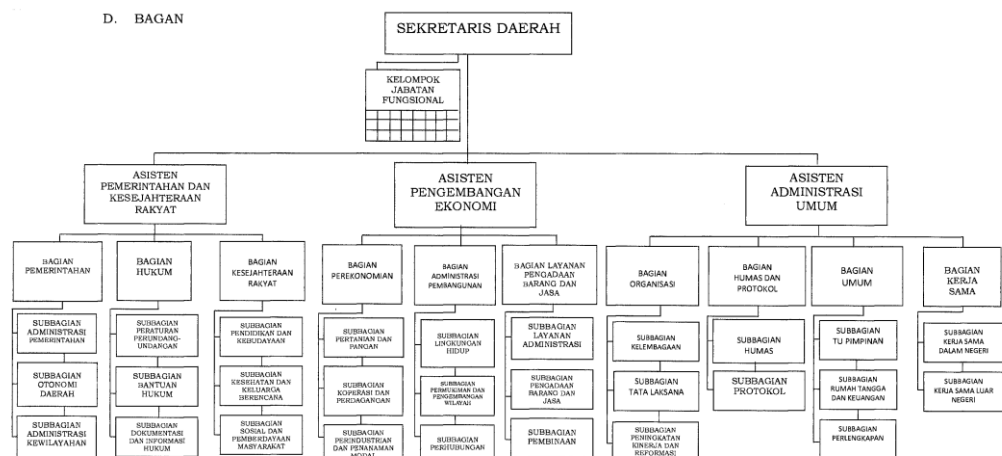 D. BAGAN
SEKRETARIS DAERAH
KELOMPOK
JABATAN
FUNGSIONAL
ASISTEN
PEMERINTAHAN DAN
KESEJAHTERAAN
RAKYAT
ASISTEN
PENGEMBANGAN
EKONOMI
ASISTEN
ADMINISTRASI
UMUM
BAGIAN
PEMERINTAHAN
BAGIAN
HUKUM
BAGIAN
KESEJAHTERAAN
RAKYAT
BAGIAN
PEREKONOMIAN
BAGIAN
ADMINISTRASI
PEMBANGUNAN
BAGIAN LAYANAN
PENGADAAN
BARANG DAN
JASA
BAGIAN
ORGANISASI
BAGIAN
HUMAS DAN
PROTOKOL
BAGIAN
UMUM
BAGIAN
KERJA
SAMA
SUBBAGIAN
ADMINISTRASI
PEMERINTAHAN
SUBBAGIAN
OTONOMI
DAERAH
SUBBAGIAN
ADMINISTRASI
KEWILAYAHAN
SUBBAGIAN
PERATURAN
PERUNDANG-
UNDANGAN
SUBBAGIAN
BANTUAN
HUKUM
SUBBAGIAN
DOKUMENTASI
DAN INFORMASI
HUKUM
SUBBAGIAN
PENDIDIKAN DAN
KEBUDAYAAN
SUBBAGIAN
KESEHATAN DAN
KELUARGA
BERENCANA
SUBBAGIAN
SOSIAL DAN
PEMBERDAYAAN
MASYARAKAT
SUBBAGIAN
PERTANIAN DAN
PANGAN
SUBBAGIAN
KOPERASI DAN
PERDAGANGAN
SUBBAGIAN
PERINDUSTRIAN
DAN PENANAMAN
MODAL
SUBBAGIAN
LINGKUNGAN
HIDUP
SUBBAGIAN
PERMUKIMAN DAN
PENGEMBANGAN
WILAYAH
SUBBAGIAN
PERHUBUNGAN
SUBBAGIAN
LAYANAN
ADMINISTRASI
SUBBAGIAN
PENGADAAN
BARANG DAN
JASA
SUBBAGIAN
PEMBINAAN
SUBBAGIAN
KELEMBAGAAN
SUBBAGIAN
TATA LAKSANA
SUBBAGIAN
PENINGKATAN
KINERJA DAN
REFORMASI
SUBBAGIAN
HUMAS
SUBBAGIAN
PROTOKOL
SUBBAGIAN
TU PIMPINAN
SUBBAGIAN
RUMAH TANGGA
DAN KEUANGAN
SUBBAGIAN
PERLENGKAPAN
SUBBAGIAN
KERJA SAMA
DALAM NEGERI
SUBBAGIAN
KERJA SAMA LUAR
NEGERI